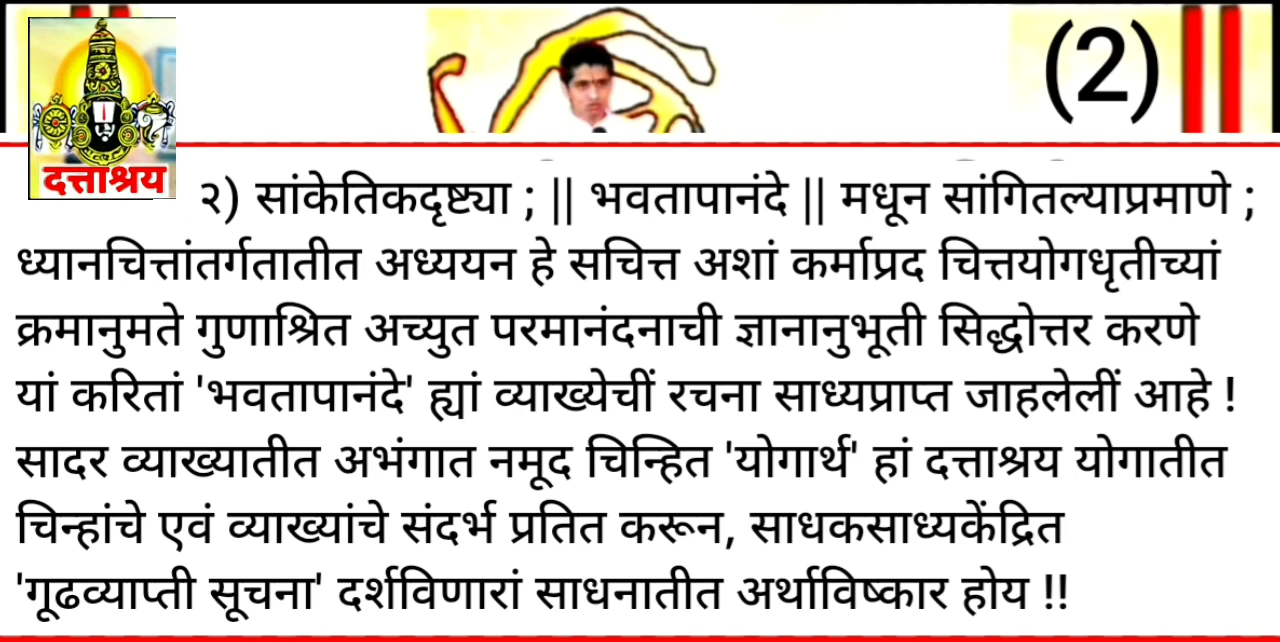 (2)
दत्ताश्रय
२) सांकेतिकदृष्ट्या ; || भवतापानंदे || मधून सांगितल्याप्रमाणे ;
ध्यानचित्तांतर्गतातीत अध्ययन हे सचित्त अशां कर्माप्रद चित्तयोगधृतीच्यां
क्रमानुमते गुणाश्रित अच्युत परमानंदनाची ज्ञानानुभूती सिद्धोत्तर करणे
यां करितां 'भवतापानंदे' ह्यां व्याख्येचीं रचना साध्यप्राप्त जाहलेलीं आहे !
सादर व्याख्यातीत अभंगात नमूद चिन्हित 'योगार्थ' हां दत्ताश्रय योगातीत
चिन्हांचे एवं व्याख्यांचे संदर्भ प्रतित करून, साधकसाध्यकेंद्रित
'गूढव्याप्ती सूचना' दर्शविणारां साधनातीत अर्थाविष्कार होय !!